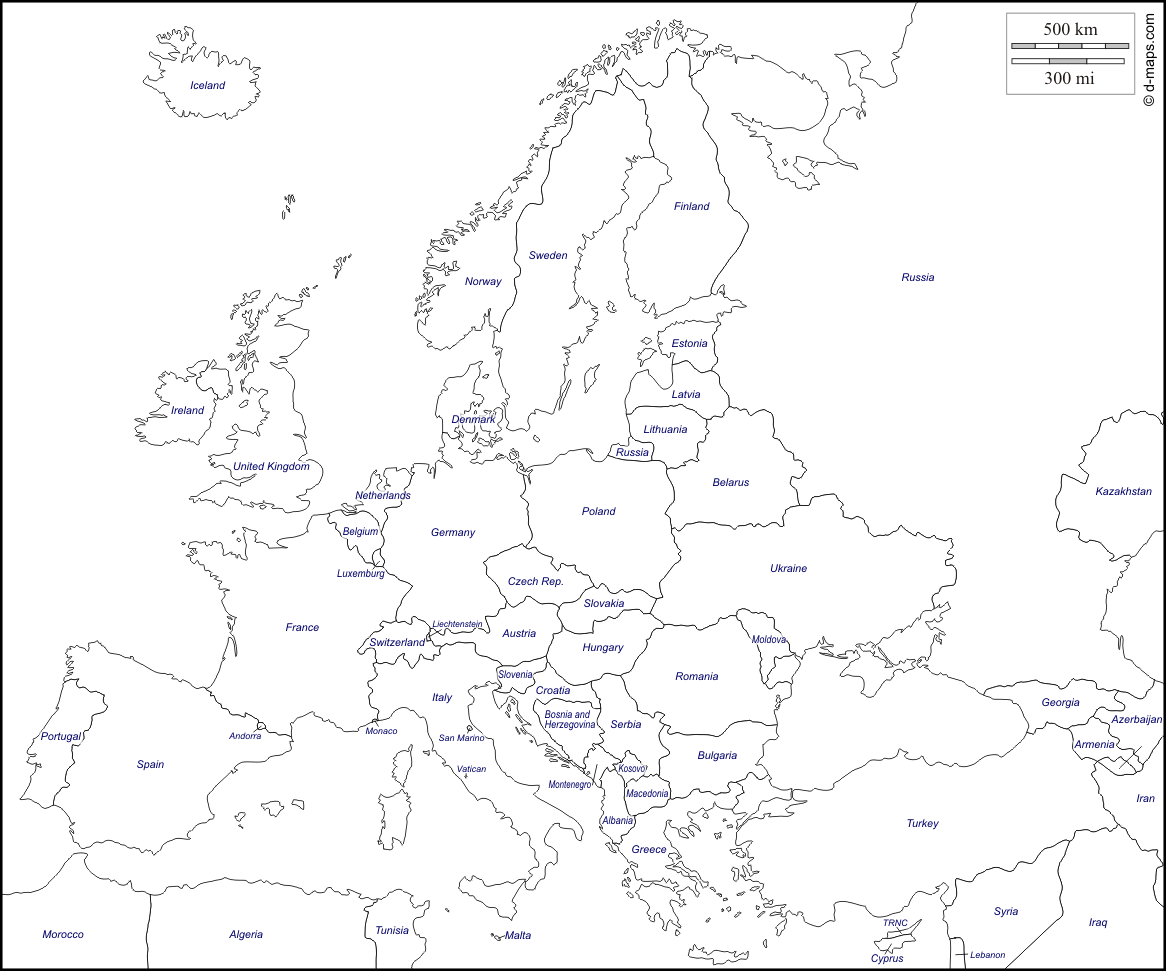 500 km
300 mi
© d-maps.com
Iceland
Finland
Sweden
Norway
Russia
Estonia
Latvia
Ireland
Denmark
Lithuania
Russia
United Kingdom
Belarus
Netherlands
Kazakhstan
Poland
Belgium
Germany
Ukraine
Luxemburg
Czech Rep.
Slovakia
Liechtenstein
France
Austria
Switzerland
Moldova
Hungary
Slovenia
Romania
Croatia
Italy
Georgia
Bosnia and
Herzegovina
Serbia
Azerbaijan
Monaco
Portugal
Andorra
San Marino
Armenia
Bulgaria
Spain
Vatican
Kosovo
Montenegro
Macedonia
Iran
Albania
Turkey
Greece
Syria
TRNC
Iraq
Tunisia
Morocco
Algeria
Malta
Lebanon
Cyprus